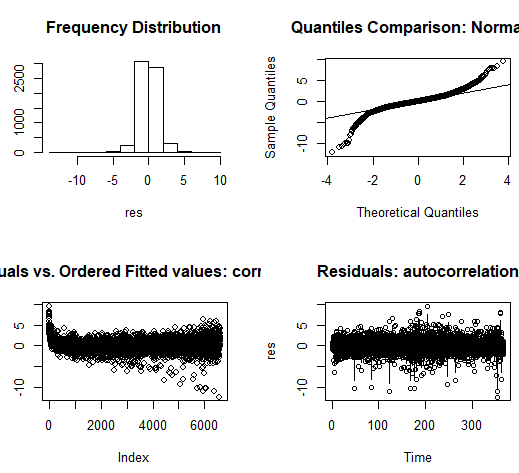 Frequency Distribution
0 1000 2500
-10 -5 0 5 10
res
Quantiles Comparison: Norma
Sample Quantiles
-10 0 5
-4 -2 0 2 4
Theoretical Quantiles
uals vs. Ordered Fitted values: corr
-10 0 5
0 2000 4000 6000
Index
Residuals: autocorrelation
res
-10 0 5
0 100 200 300
Time